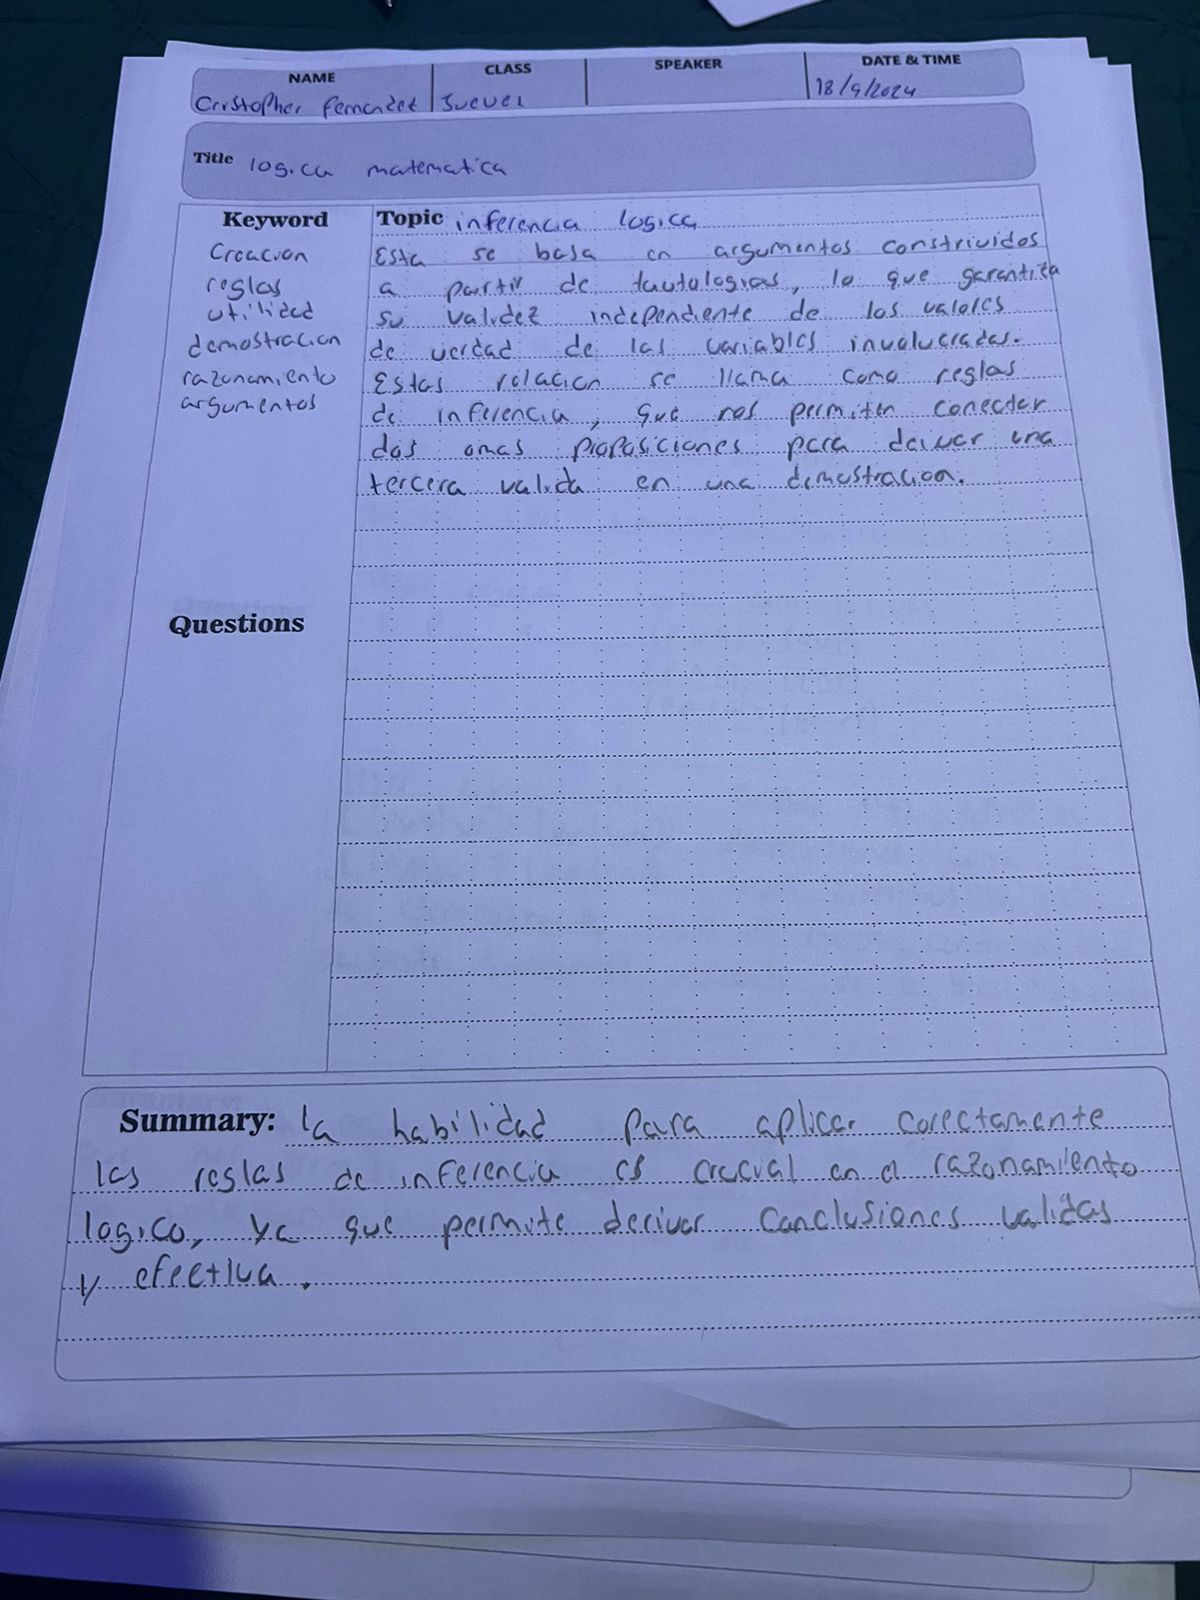 NAME CLASS SPEAKER DATE & TIME
Cristopher Fernandez Jueves 18/9/2024
Title logica matematica
Keyword
Creacion
reglas
utilidad
demostracion
razonamiento
argumentos
Topic inferencia logica
Esta se basa en argumentos construidos
a partir de tautologias, lo que garantiza
su validez independiente de los valores
de verdad de las variables involucradas.
Estas relacion se llama como reglas
de inferencia, que nos permiten conectar
dos omas proposiciones para derivar una
tercera valida en una demostracion.
Questions
Summary: la habilidad para aplicar corectamente
las reglas de inferencia es crucial en el razonamiento
logico, ya que permite derivar conclusiones validas
y efectiva.